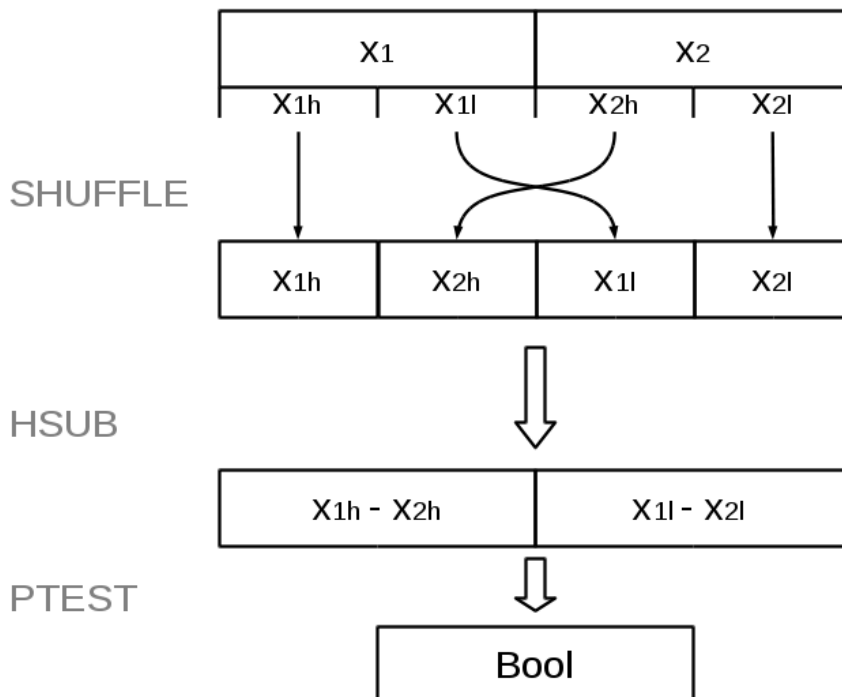 x1 x2
x1h x1l x2h x2l
SHUFFLE
x1h x2h x1l x2l
HSUB
x1h - x2h x1l - x2l
PTEST
Bool